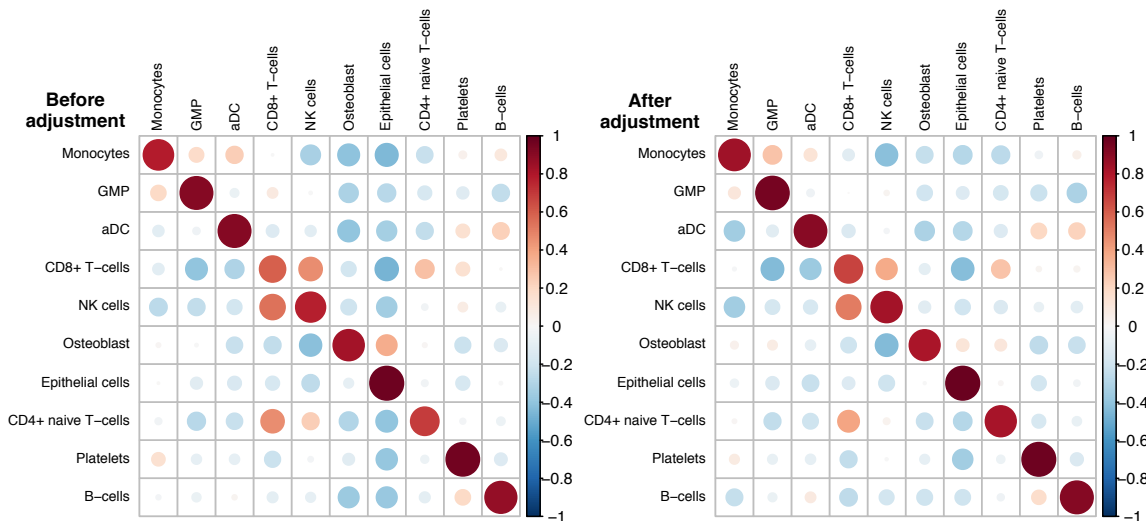 Before
adjustment
Monocytes
GMP
aDC
CD8+ T−cells
NK cells
Osteoblast
Epithelial cells
CD4+ naive T−cells
Platelets
B−cells
Monocytes
GMP
aDC
CD8+ T−cells
NK cells
Osteoblast
Epithelial cells
CD4+ naive T−cells
Platelets
B−cells
1
0.8
0.6
0.4
0.2
0
−0.2
−0.4
−0.6
−0.8
−1
After
adjustment
Monocytes
GMP
aDC
CD8+ T−cells
NK cells
Osteoblast
Epithelial cells
CD4+ naive T−cells
Platelets
B−cells
Monocytes
GMP
aDC
CD8+ T−cells
NK cells
Osteoblast
Epithelial cells
CD4+ naive T−cells
Platelets
B−cells
1
0.8
0.6
0.4
0.2
0
−0.2
−0.4
−0.6
−0.8
−1